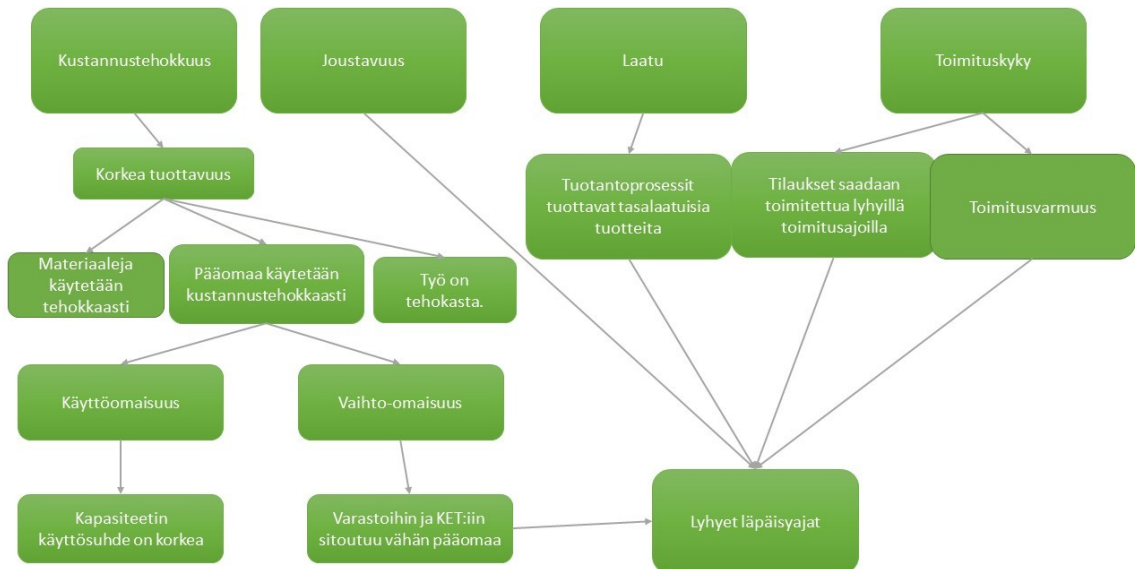 Kustannustehokkuus
Joustavuus
Laatu
Toimituskyky
Korkea tuottavuus
Tuotantoprosessit
tuottavat tasalaatuisia
tuotteita
Tilaukset saadaan
toimitettua lyhyillä
toimitusajoilla
Toimitusvarmuus
Materiaaleja
käytetään
tehokkaasti
Pääomaa käytetään
kustannustehokkaasti
Työ on
tehokasta.
Käyttöomaisuus
Vaihto-omaisuus
Kapasiteetin
käyttösuhde on korkea
Varastoihin ja KET:iin
sitoutuu vähän pääomaa
Lyhyet läpäisyajat